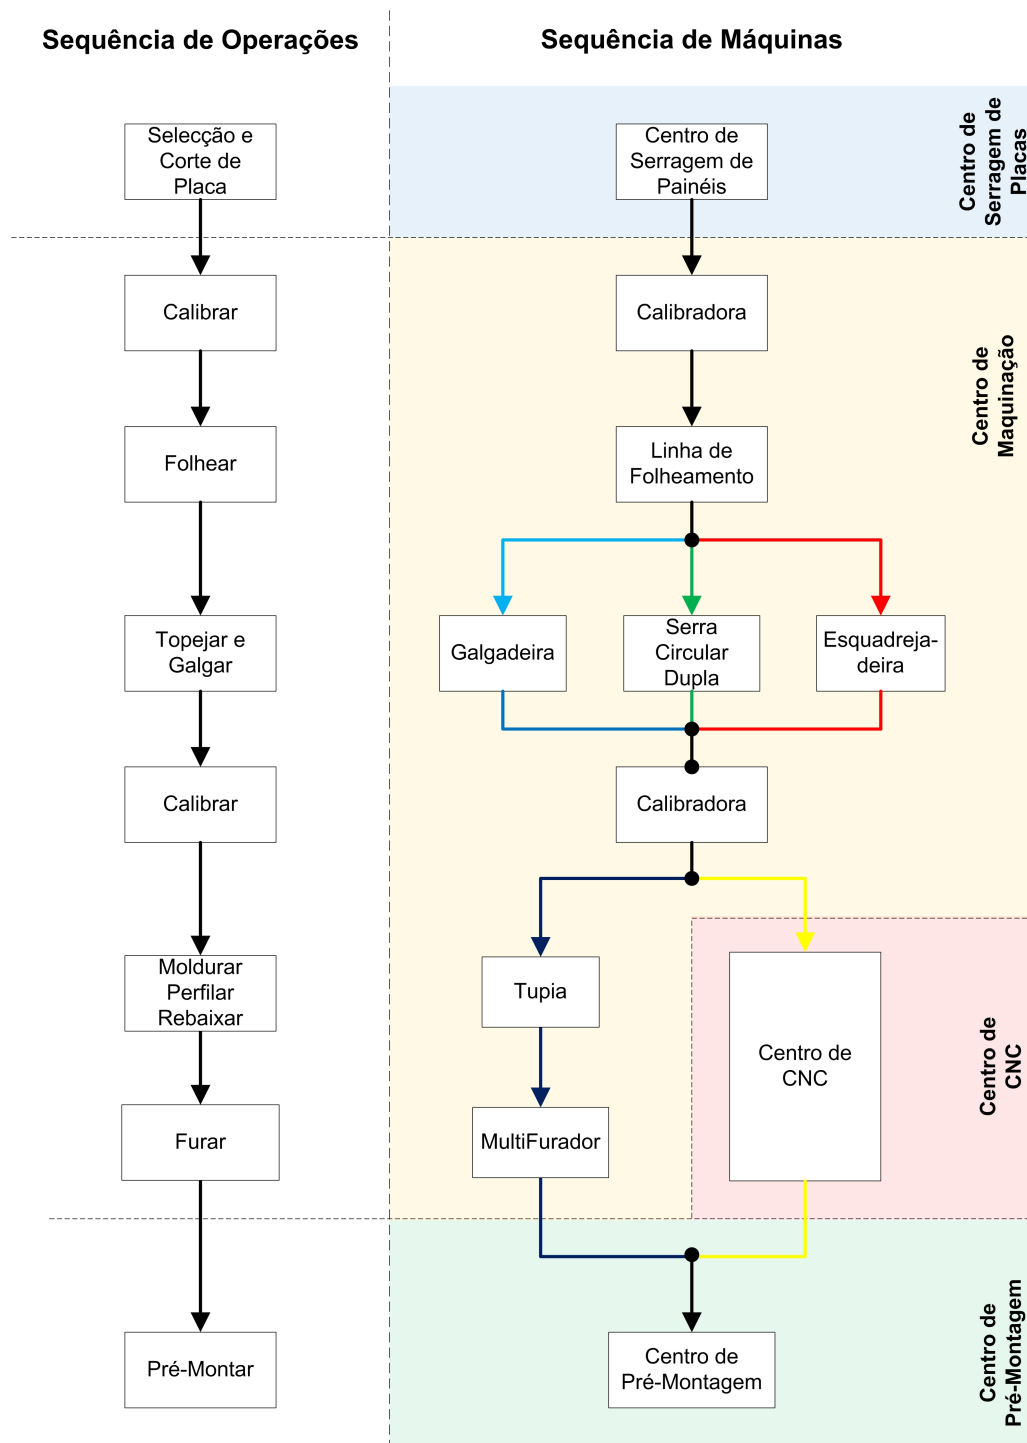 Sequência de Operações
Sequência de Máquinas
Selecção e
Corte de
Placa
Centro de
Serragem de
Painéis
Centro de
Serragem de
Placas
Calibrar
Calibradora
Centro de
Maquinação
Folhear
Linha de
Folheamento
Topejar e
Galgar
Galgadeira
Serra
Circular
Dupla
Esquadreja-
deira
Calibrar
Calibradora
Moldurar
Perfilar
Rebaixar
Tupia
Centro de
CNC
Centro de
CNC
Furar
MultiFurador
Pré-Montar
Centro de
Pré-Montagem
Centro de
Pré-Montagem